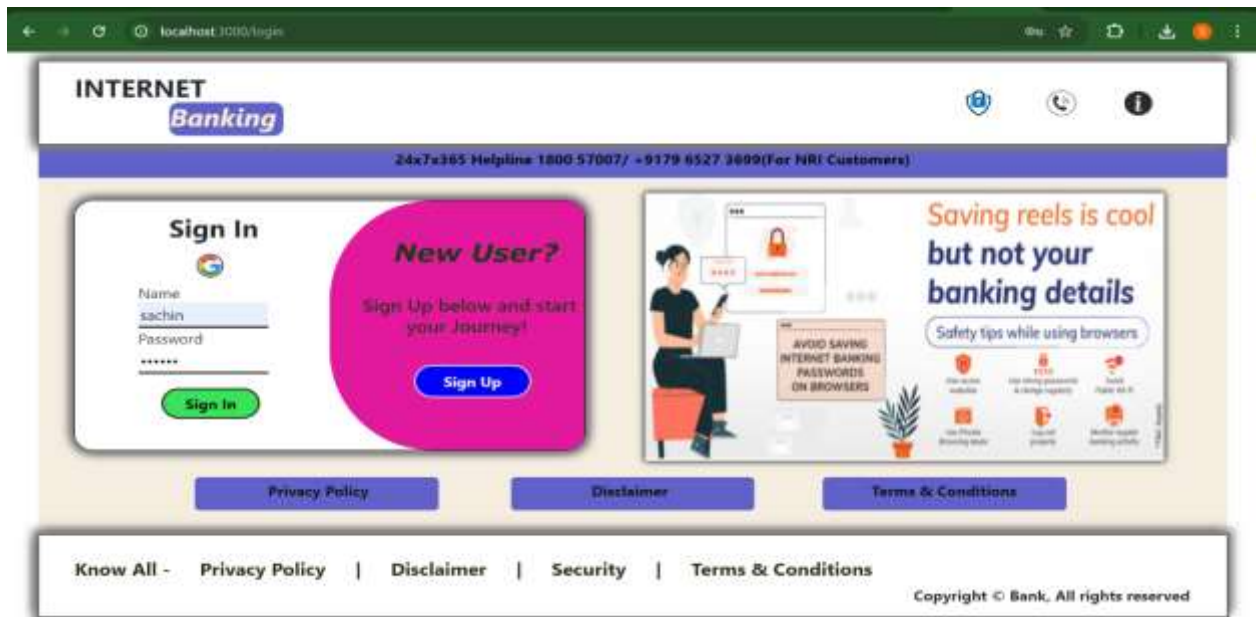 localhost:3000/login
INTERNET
Banking
24x7x365 Helpline 1800 57007/ +9179 6527 3699(For NRI Customers)
Sign In
Name
sachin
Password
••••••
Sign In
New User?
Sign Up below and start
your Journey!
Sign Up
AVOID SAVING
INTERNET BANKING
PASSWORDS
ON BROWSERS
Saving reels is cool
but not your
banking details
Safety tips while using browsers
Privacy Policy
Disclaimer
Terms & Conditions
Know All - Privacy Policy | Disclaimer | Security | Terms & Conditions
Copyright © Bank, All rights reserved